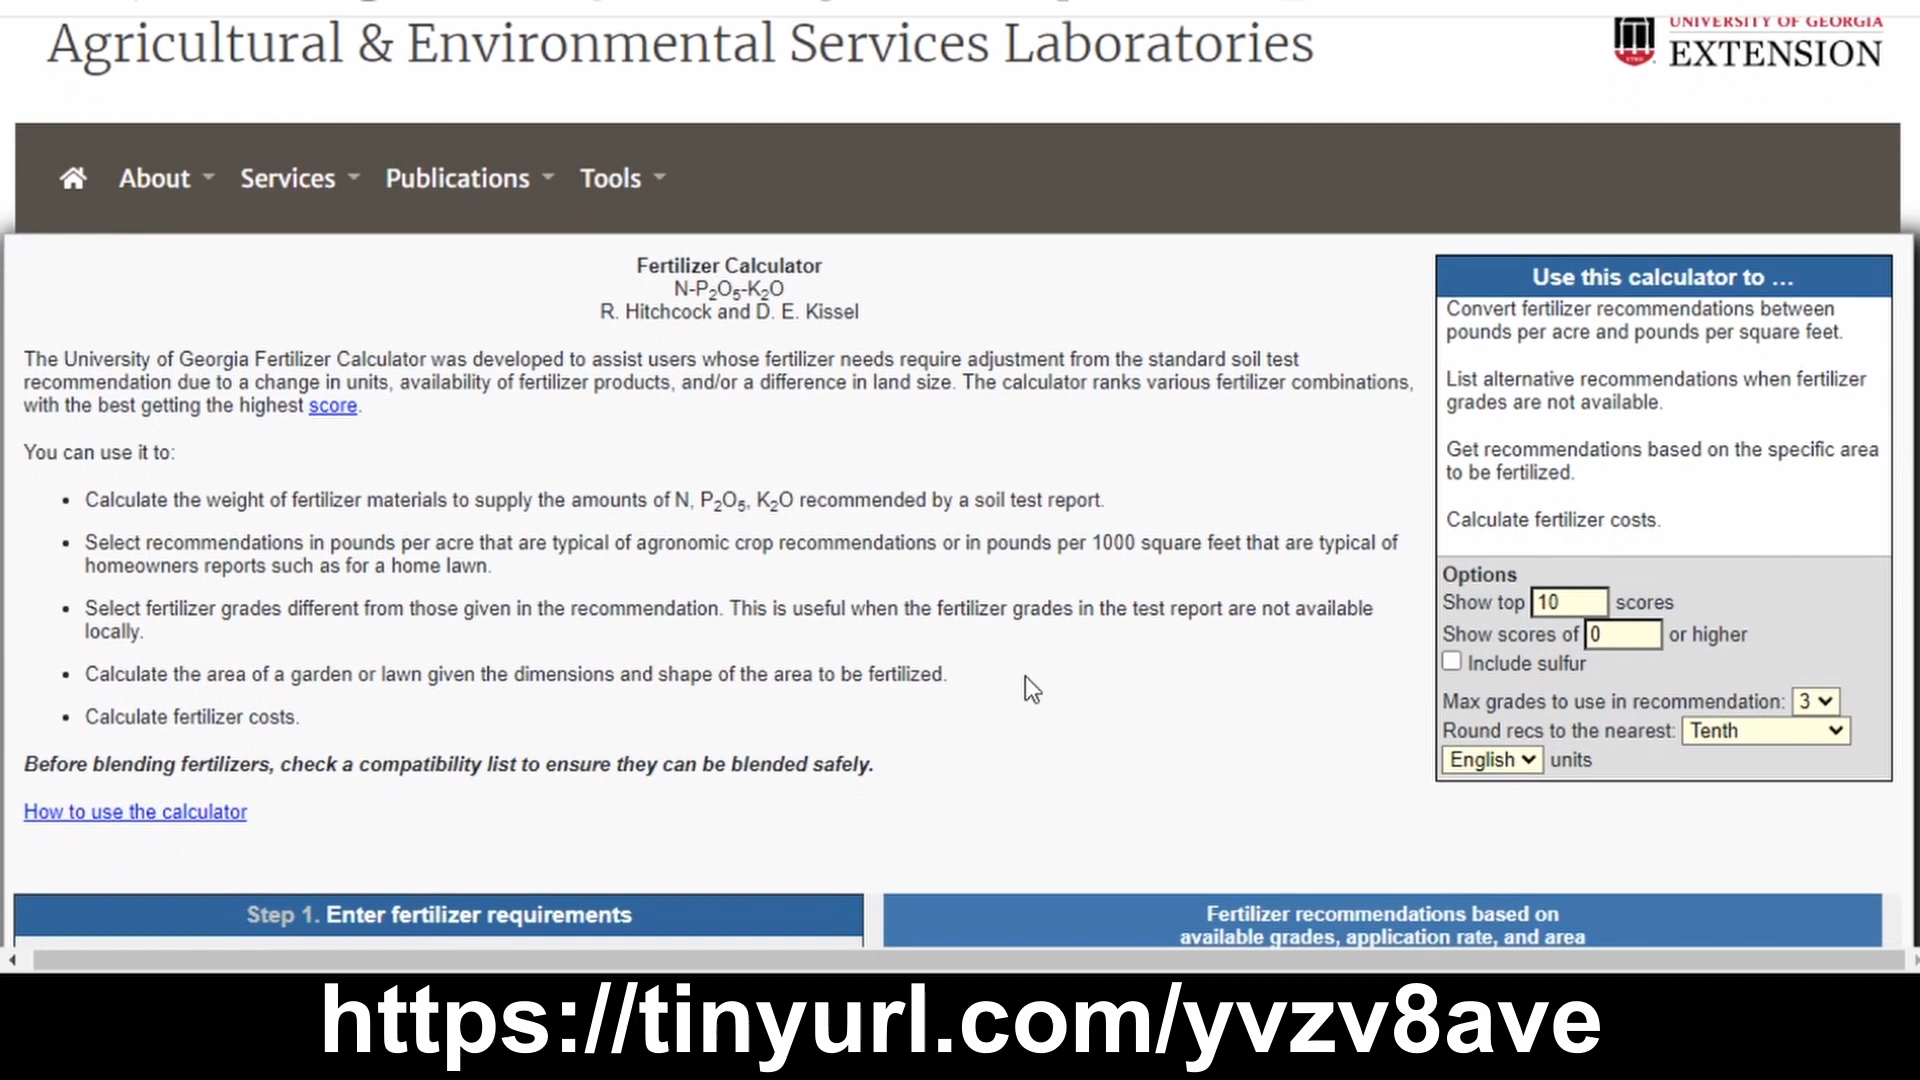 Agricultural & Environmental Services Laboratories
UNIVERSITY OF GEORGIA
EXTENSION
About Services Publications Tools
Fertilizer Calculator
N-P2O5-K2O
R. Hitchcock and D. E. Kissel
The University of Georgia Fertilizer Calculator was developed to assist users whose fertilizer needs require adjustment from the standard soil test
recommendation due to a change in units, availability of fertilizer products, and/or a difference in land size. The calculator ranks various fertilizer combinations,
with the best getting the highest score.
You can use it to:
• Calculate the weight of fertilizer materials to supply the amounts of N, P2O5, K2O recommended by a soil test report.
• Select recommendations in pounds per acre that are typical of agronomic crop recommendations or in pounds per 1000 square feet that are typical of
homeowners reports such as for a home lawn.
• Select fertilizer grades different from those given in the recommendation. This is useful when the fertilizer grades in the test report are not available
locally.
• Calculate the area of a garden or lawn given the dimensions and shape of the area to be fertilized.
• Calculate fertilizer costs.
Before blending fertilizers, check a compatibility list to ensure they can be blended safely.
How to use the calculator
Use this calculator to ...
Convert fertilizer recommendations between
pounds per acre and pounds per square feet.
List alternative recommendations when fertilizer
grades are not available.
Get recommendations based on the specific area
to be fertilized.
Calculate fertilizer costs.
Options
Show top 10 scores
Show scores of 0 or higher
Include sulfur
Max grades to use in recommendation: 3
Round recs to the nearest: Tenth
English units
Step 1. Enter fertilizer requirements
Fertilizer recommendations based on
available grades, application rate, and area
https://tinyurl.com/yvzv8ave